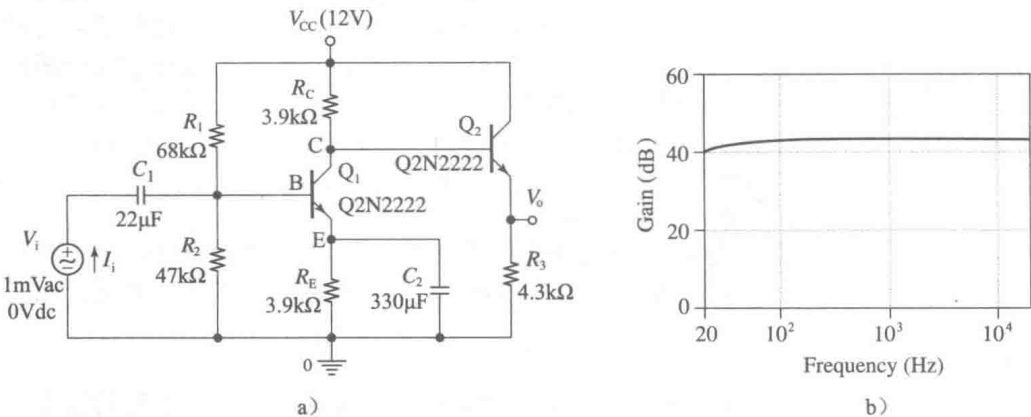 V_CC(12V)
R_C
3.9kΩ
R_1
68kΩ
C
Q_1
Q_2
Q2N2222
C_1
22μF
B
Q2N2222
V_o
V_i
I_i
1mVac
0Vdc
R_2
47kΩ
E
R_E
3.9kΩ
C_2
330μF
R_3
4.3kΩ
0
a)
60
40
20
0
Gain (dB)
20
10^2
10^3
10^4
Frequency (Hz)
b)